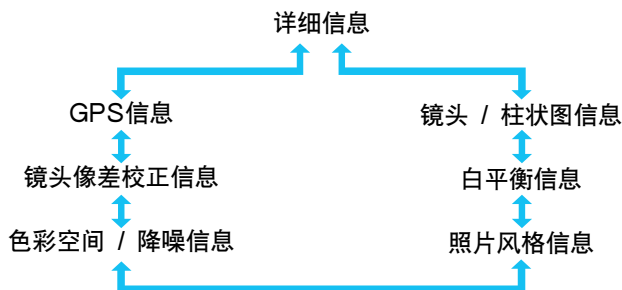 详细信息
GPS信息
镜头 / 柱状图信息
镜头像差校正信息
白平衡信息
色彩空间 / 降噪信息
照片风格信息